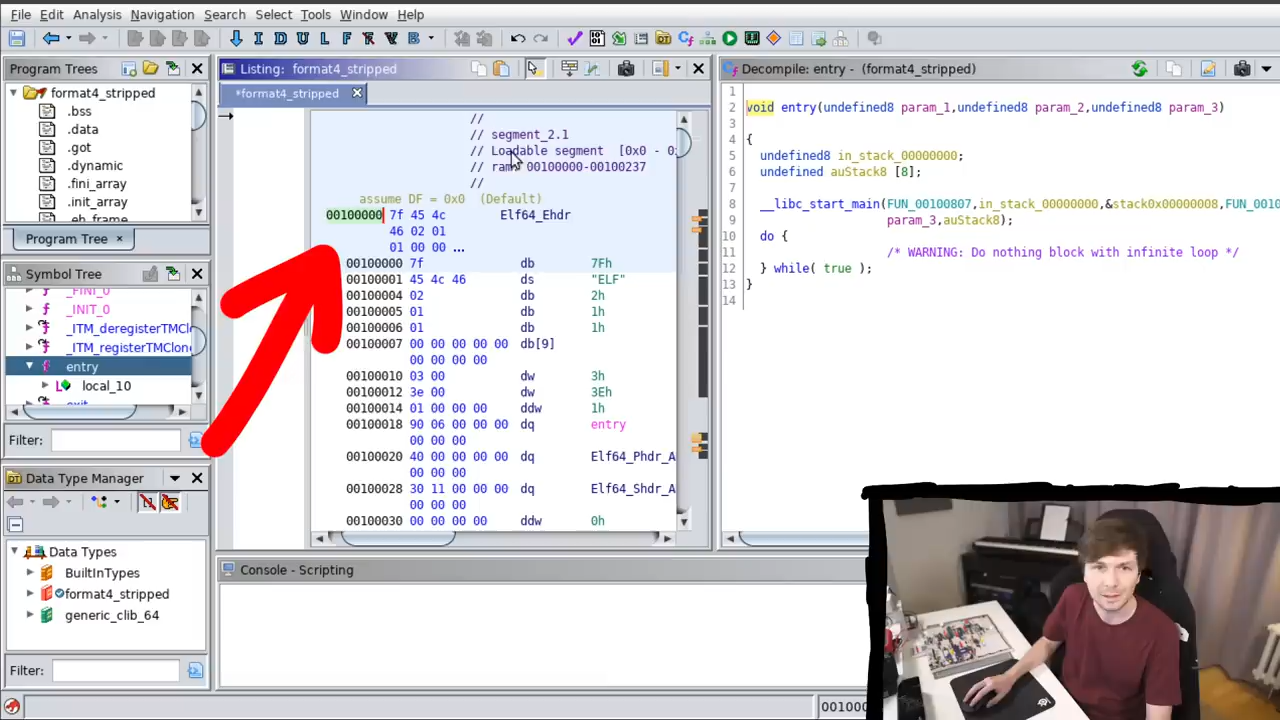 File Edit Analysis Navigation Search Select Tools Window Help
I D U L F B
Program Trees
format4_stripped
.bss
.data
.got
.dynamic
.fini_array
.init_array
.eh_frame
Program Tree ×
Symbol Tree
_FINI_0
_INIT_0
_ITM_deregisterTMClo
_ITM_registerTMClone
entry
local_10
exit
Filter:
Data Type Manager
Data Types
BuiltInTypes
format4_stripped
generic_clib_64
Filter:
Listing: format4_stripped
*format4_stripped
//
// segment_2.1
// Loadable segment [0x0 - 0
// ram: 00100000-00100237
//
assume DF = 0x0 (Default)
00100000 7f 45 4c Elf64_Ehdr
46 02 01
01 00 00 ...
00100000 7f db 7Fh
00100001 45 4c 46 ds "ELF"
00100004 02 db 2h
00100005 01 db 1h
00100006 01 db 1h
00100007 00 00 00 00 00 db[9]
00 00 00 00
00100010 03 00 dw 3h
00100012 3e 00 dw 3Eh
00100014 01 00 00 00 ddw 1h
00100018 90 06 00 00 00 dq entry
00 00 00
00100020 40 00 00 00 00 dq Elf64_Phdr_A
00 00 00
00100028 30 11 00 00 00 dq Elf64_Shdr_A
00 00 00
00100030 00 00 00 00 ddw 0h
Console - Scripting
Decompile: entry - (format4_stripped)
1
2 void entry(undefined8 param_1,undefined8 param_2,undefined8 param_3)
3
4 {
5 undefined8 in_stack_00000000;
6 undefined auStack8 [8];
7
8 __libc_start_main(FUN_00100807,in_stack_00000000,&stack0x00000008,FUN_0010
9 param_3,auStack8);
10 do {
11 /* WARNING: Do nothing block with infinite loop */
12 } while( true );
13 }
14
001000